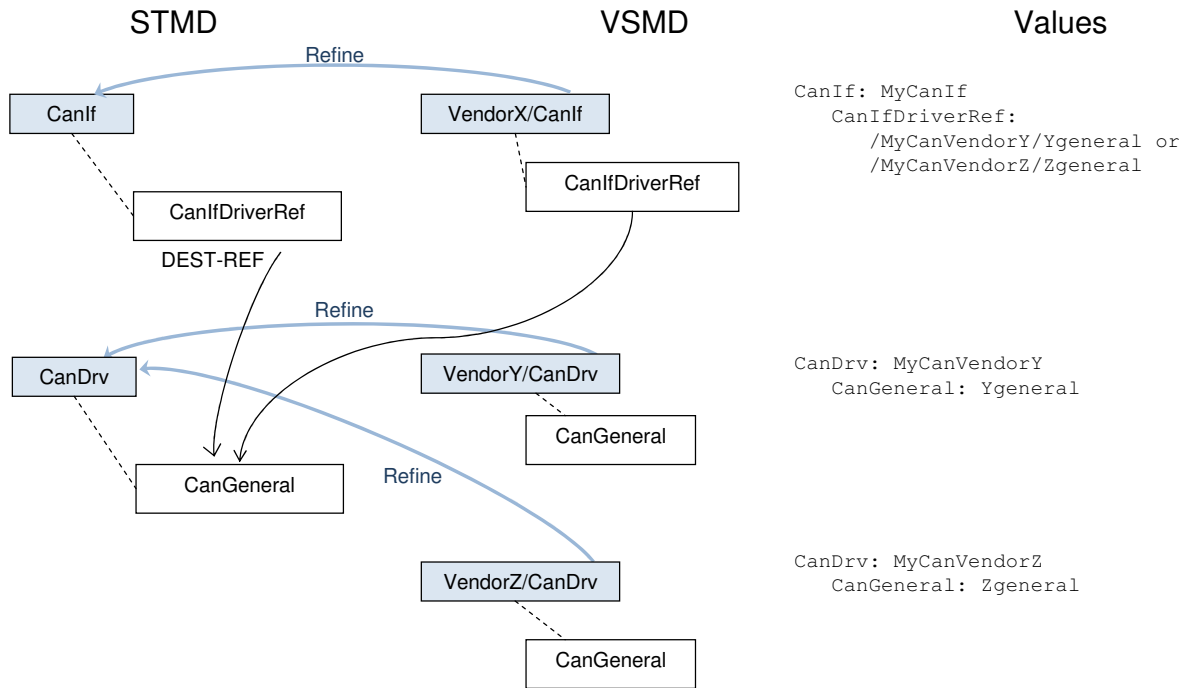 STMD
VSMD
Values
Refine
CanIf
VendorX/CanIf
CanIf: MyCanIf
CanIfDriverRef:
/MyCanVendorY/Ygeneral or
/MyCanVendorZ/Zgeneral
CanIfDriverRef
CanIfDriverRef
DEST-REF
Refine
CanDrv
VendorY/CanDrv
CanDrv: MyCanVendorY
CanGeneral: Ygeneral
CanGeneral
CanGeneral
Refine
VendorZ/CanDrv
CanDrv: MyCanVendorZ
CanGeneral: Zgeneral
CanGeneral